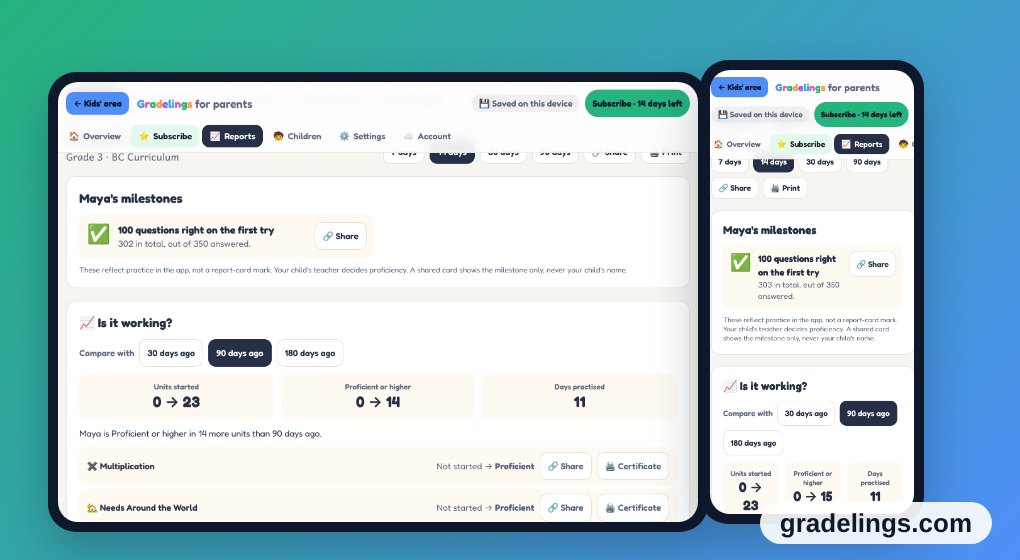 ← Kids' area
Gradelings for parents
Saved on this device
Subscribe · 14 days left
Overview
Subscribe
Reports
Children
Settings
Account
Grade 3 · BC Curriculum
7 days
14 days
30 days
90 days
Share
Print
Maya's milestones
100 questions right on the first try
302 in total, out of 350 answered.
Share
These reflect practice in the app, not a report-card mark. Your child's teacher decides proficiency. A shared card shows the milestone only, never your child's name.
Is it working?
Compare with
30 days ago
90 days ago
180 days ago
Units started
0 → 23
Proficient or higher
0 → 14
Days practised
11
Maya is Proficient or higher in 14 more units than 90 days ago.
Multiplication
Not started → Proficient
Share
Certificate
Needs Around the World
Not started → Proficient
Share
Certificate
← Kids' area
Gradelings for parents
Saved on this device
Subscribe · 14 days left
Overview
Subscribe
Reports
7 days
14 days
30 days
90 days
Share
Print
Maya's milestones
100 questions right
on the first try
303 in total, out of 350
answered.
Share
These reflect practice in the app, not a report-card mark.
Your child's teacher decides proficiency. A shared card
shows the milestone only, never your child's name.
Is it working?
Compare with
30 days ago
90 days ago
180 days ago
Units started
0 →
23
Proficient or
higher
0 → 15
Days
practised
11
gradelings.com